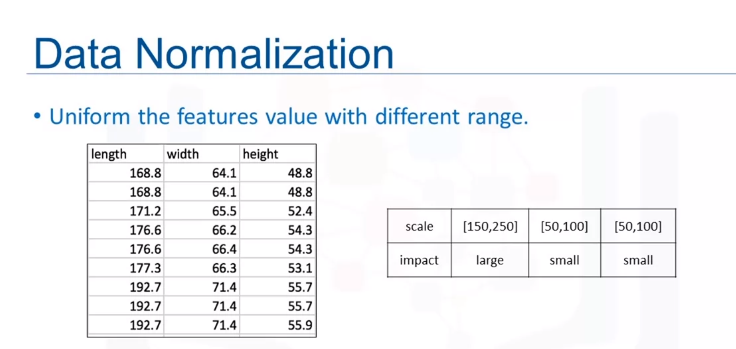 Data Normalization
• Uniform the features value with different range.
length width height
168.8 64.1 48.8
168.8 64.1 48.8
171.2 65.5 52.4
176.6 66.2 54.3
176.6 66.4 54.3
177.3 66.3 53.1
192.7 71.4 55.7
192.7 71.4 55.7
192.7 71.4 55.9
scale [150,250] [50,100] [50,100]
impact large small small